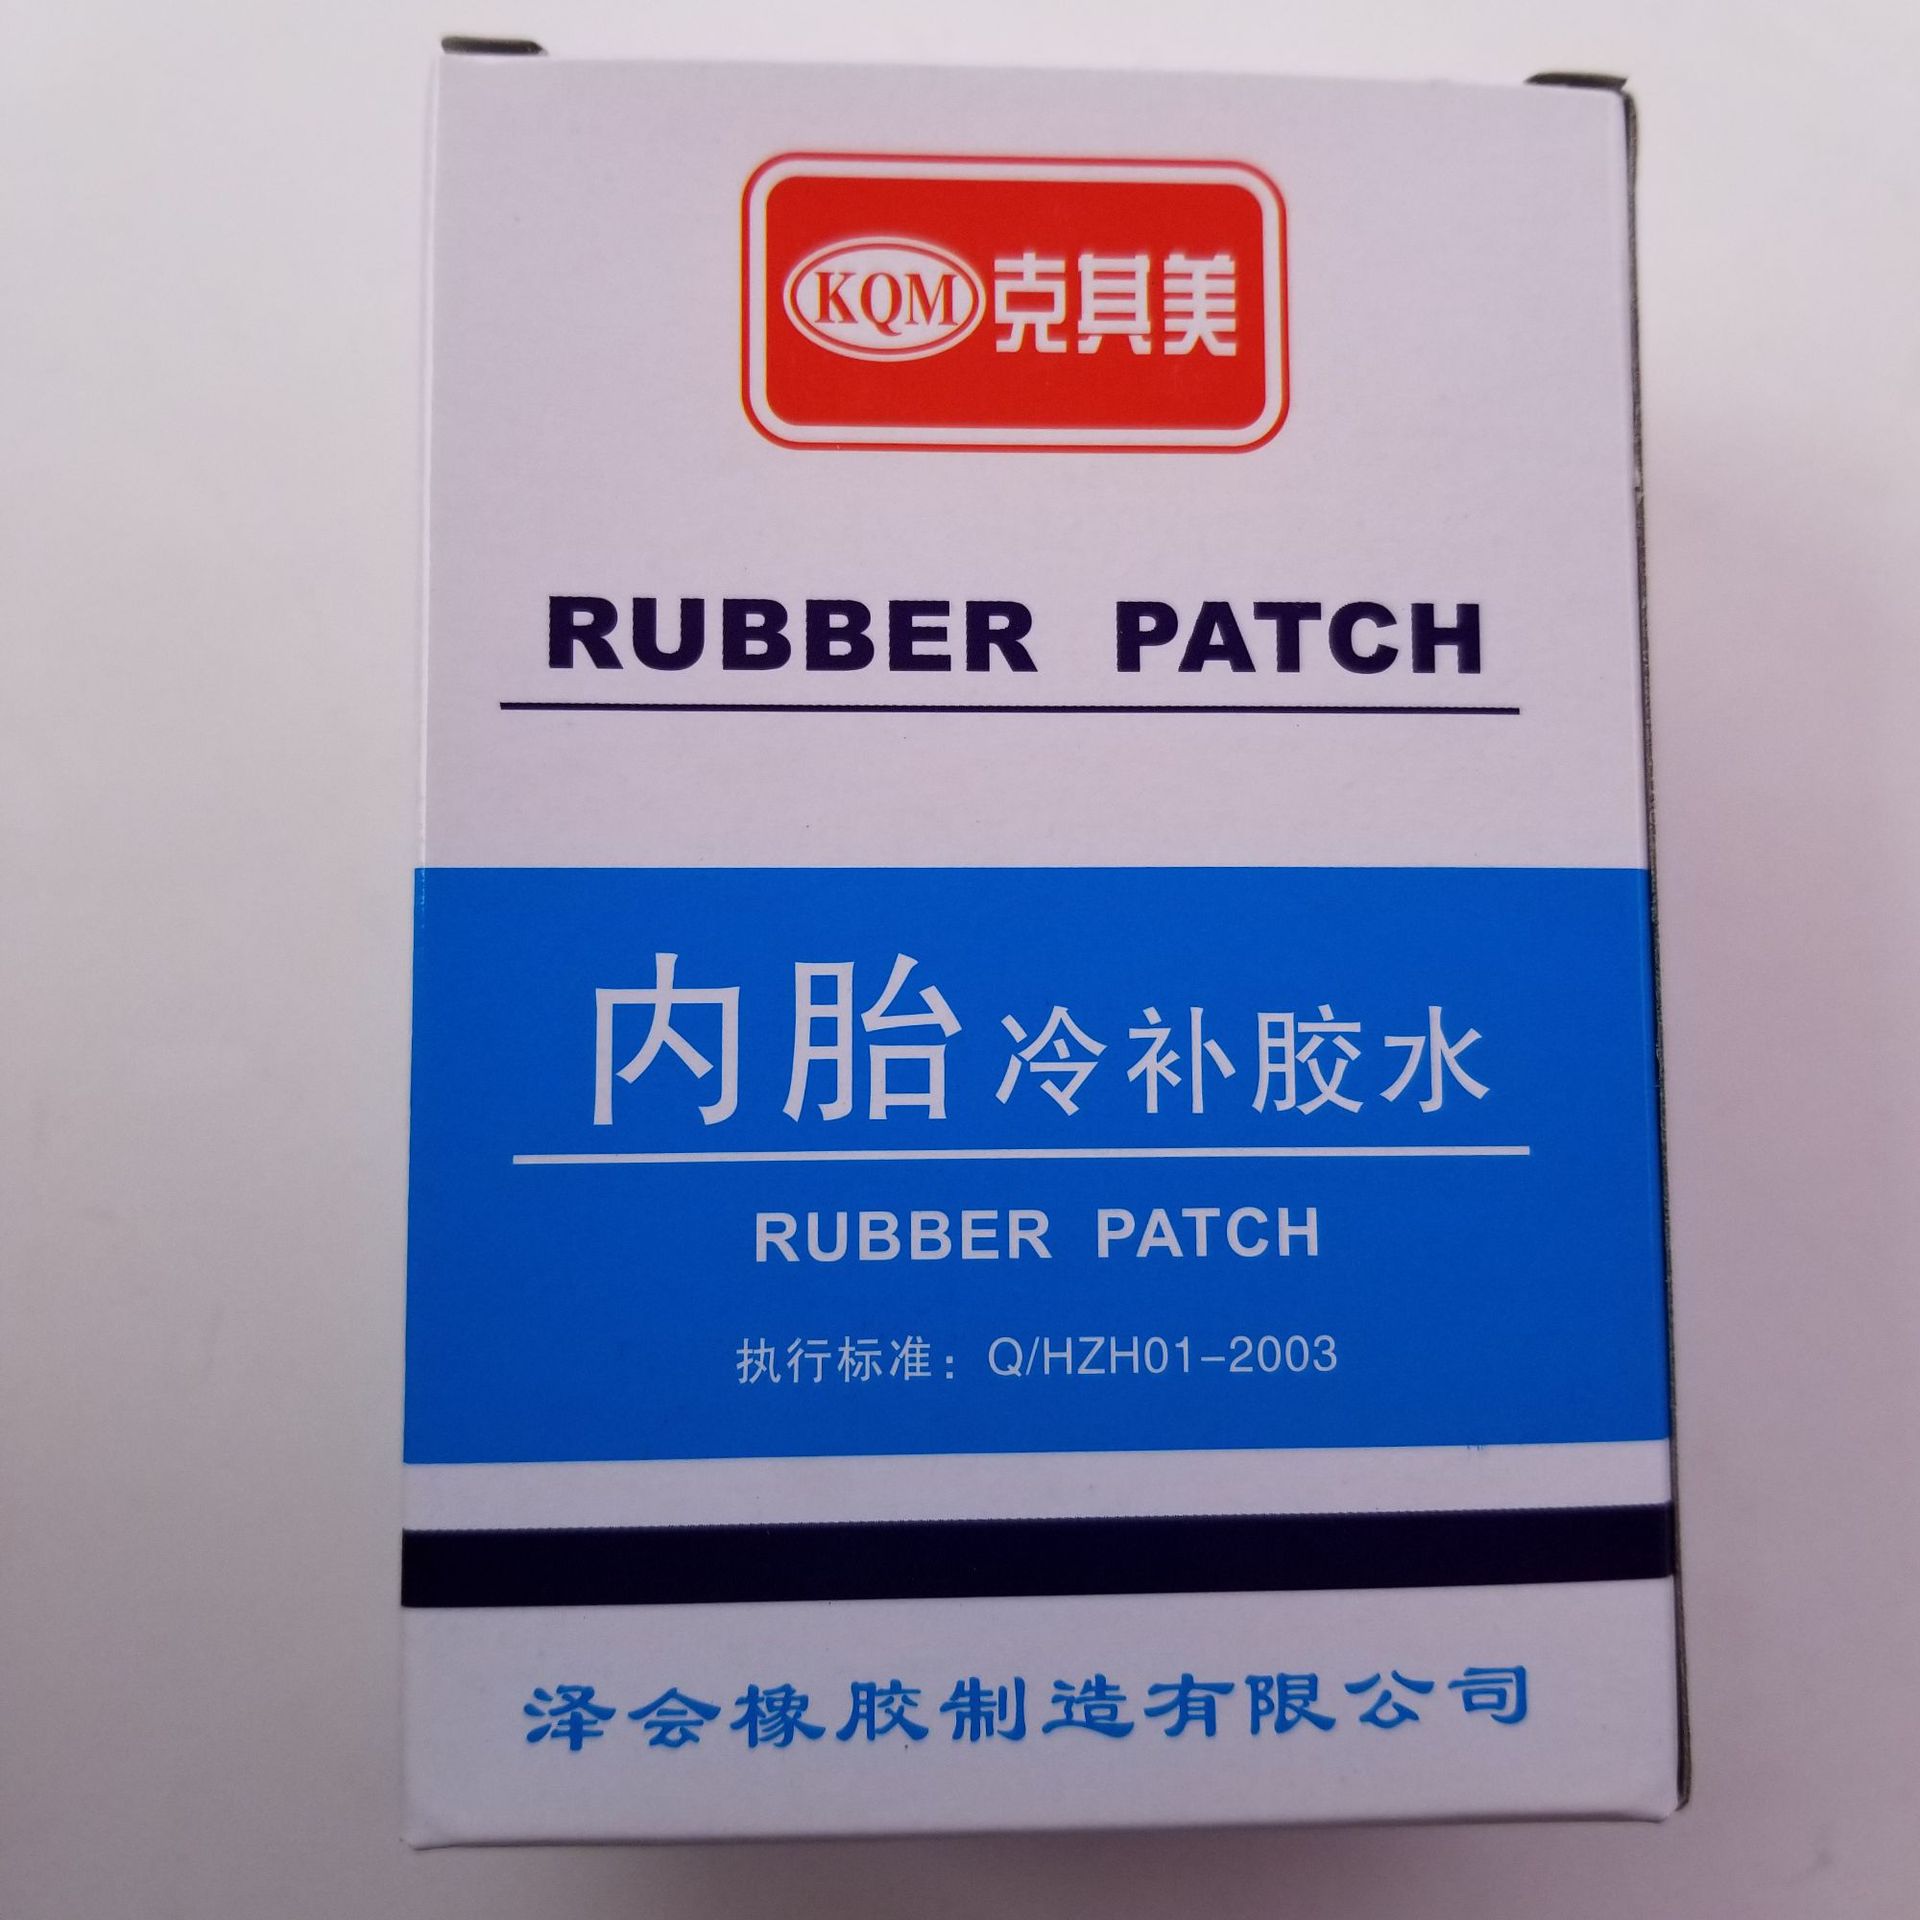 KQM 克其美
RUBBER PATCH
内胎冷补胶水
RUBBER PATCH
执行标准：Q/HZH01-2003
泽会橡胶制造有限公司